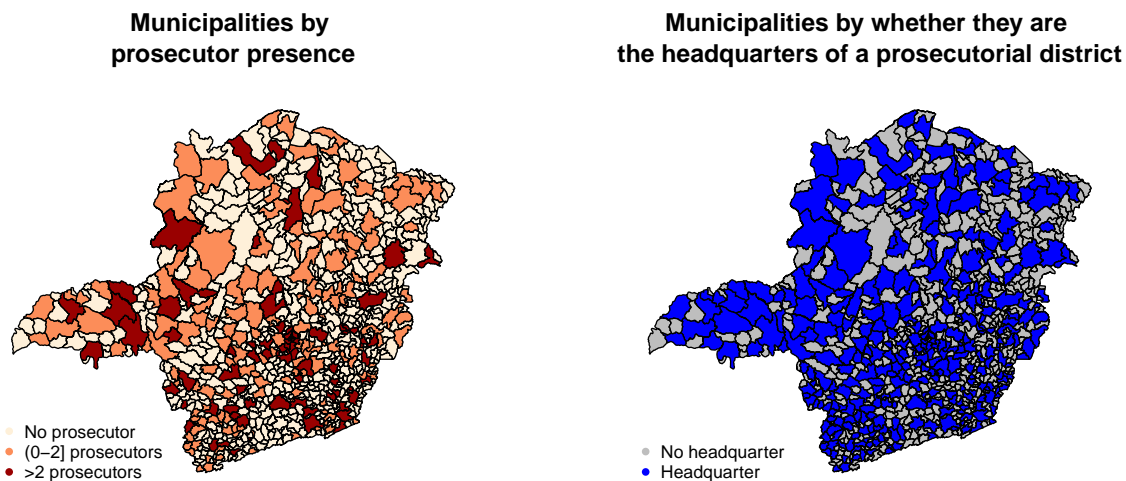 Municipalities by
prosecutor presence
No prosecutor
(0−2] prosecutors
>2 prosecutors
Municipalities by whether they are
the headquarters of a prosecutorial district
No headquarter
Headquarter